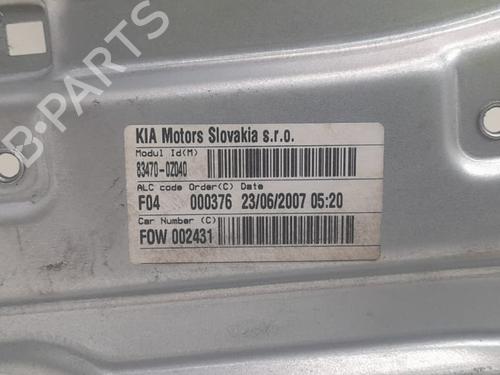 KIA Motors Slovakia s.r.o.
Modul Id(M)
83470-0Z040
ALC code Order(C) Date
F04 000376 23/06/2007 05:20
Car Number (C)
FOW 002431
B-PARTS